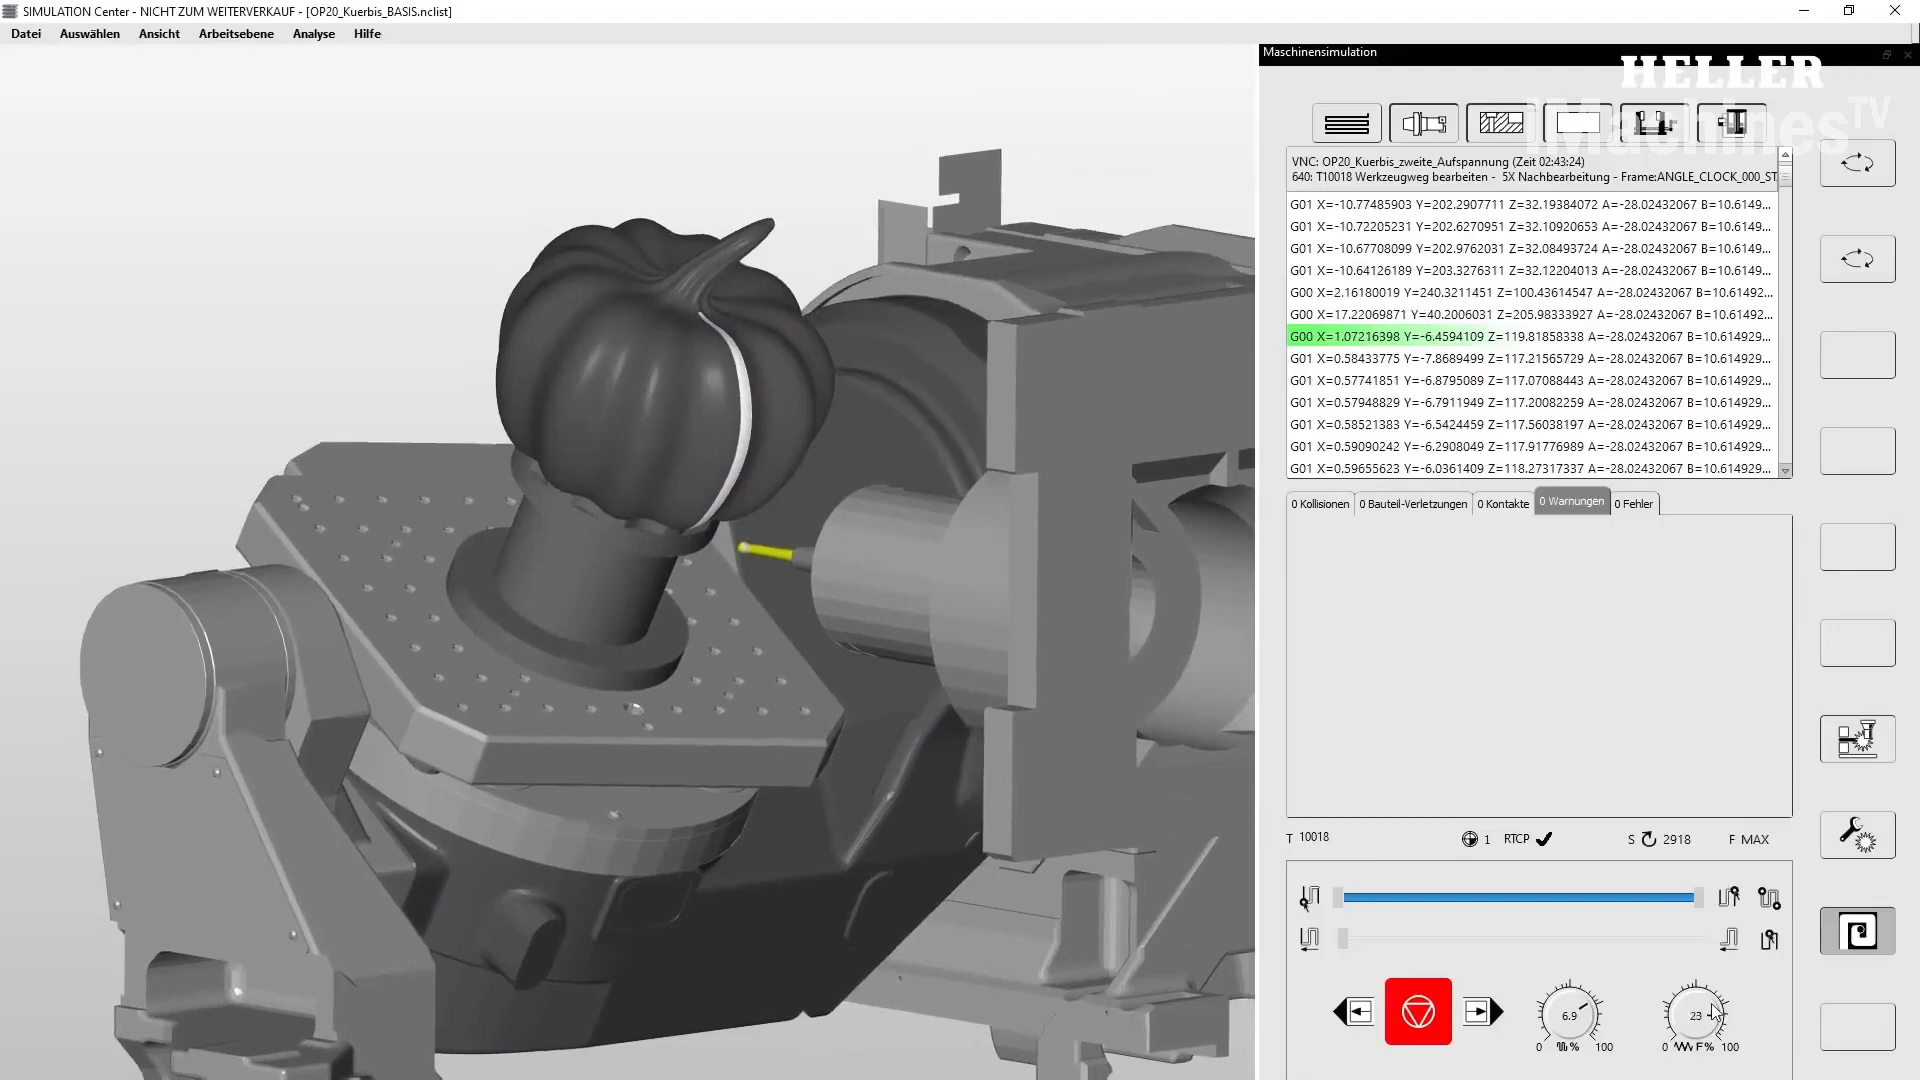 SIMULATION Center - NICHT ZUM WEITERVERKAUF - [OP20_Kuerbis_BASIS.nclist]
Datei Auswählen Ansicht Arbeitsebene Analyse Hilfe
Maschinensimulation
HELLER
iMachinesTV
VNC: OP20_Kuerbis_zweite_Aufspannung (Zeit 02:43:24)
640: T10018 Werkzeugweg bearbeiten - 5X Nachbearbeitung - Frame:ANGLE_CLOCK_000_ST
G01 X=-10.77485903 Y=202.2907711 Z=32.19384072 A=-28.02432067 B=10.6149...
G01 X=-10.72205231 Y=202.6270951 Z=32.10920653 A=-28.02432067 B=10.6149...
G01 X=-10.67708099 Y=202.9762031 Z=32.08493724 A=-28.02432067 B=10.6149...
G01 X=-10.64126189 Y=203.3276311 Z=32.12204013 A=-28.02432067 B=10.6149...
G00 X=2.16180019 Y=240.3211451 Z=100.43614547 A=-28.02432067 B=10.61492...
G00 X=17.22069871 Y=40.2006031 Z=205.98333927 A=-28.02432067 B=10.61492...
G00 X=1.07216398 Y=-6.4594109 Z=119.81858338 A=-28.02432067 B=10.614929...
G01 X=0.58433775 Y=-7.8689499 Z=117.21565729 A=-28.02432067 B=10.614929...
G01 X=0.57741851 Y=-6.8795089 Z=117.07088443 A=-28.02432067 B=10.614929...
G01 X=0.57948829 Y=-6.7911949 Z=117.20082259 A=-28.02432067 B=10.614929...
G01 X=0.58521383 Y=-6.5424459 Z=117.56038197 A=-28.02432067 B=10.614929...
G01 X=0.59090242 Y=-6.2908049 Z=117.91776989 A=-28.02432067 B=10.614929...
G01 X=0.59655623 Y=-6.0361409 Z=118.27317337 A=-28.02432067 B=10.614929...
0 Kollisionen 0 Bauteil-Verletzungen 0 Kontakte 0 Warnungen 0 Fehler
T 10018 1 RTCP S 2918 F MAX
6.9 23
0 % 100 0 F% 100